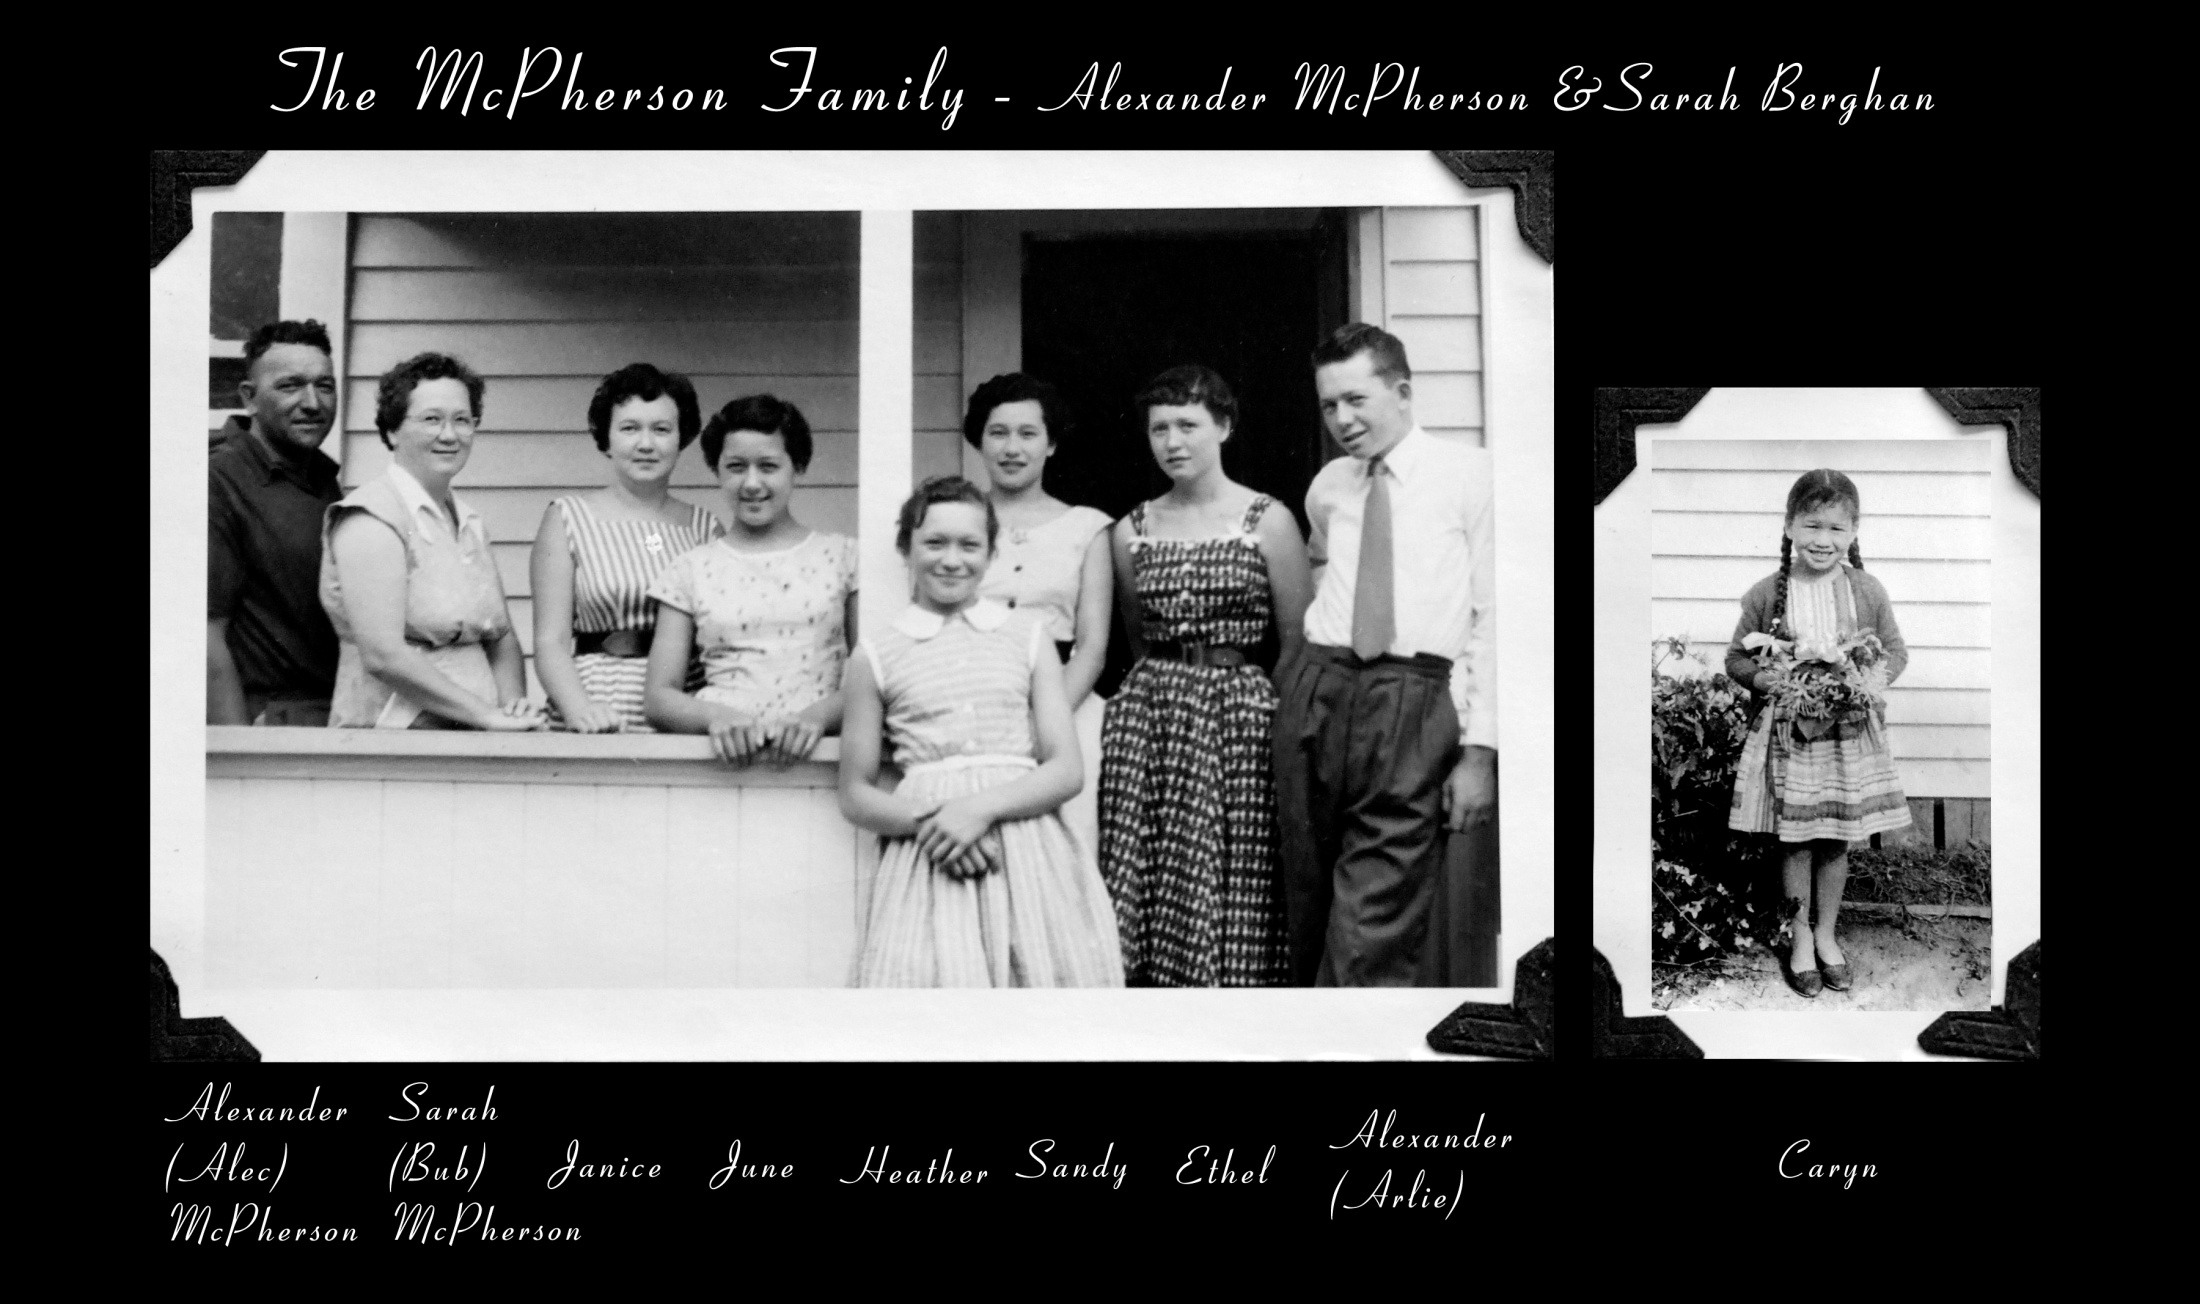 The McPherson Family - Alexander McPherson & Sarah Berghan
Alexander
(Alec)
McPherson
Sarah
(Bub)
McPherson
Janice
June
Heather
Sandy
Ethel
Alexander
(Arlie)
Caryn